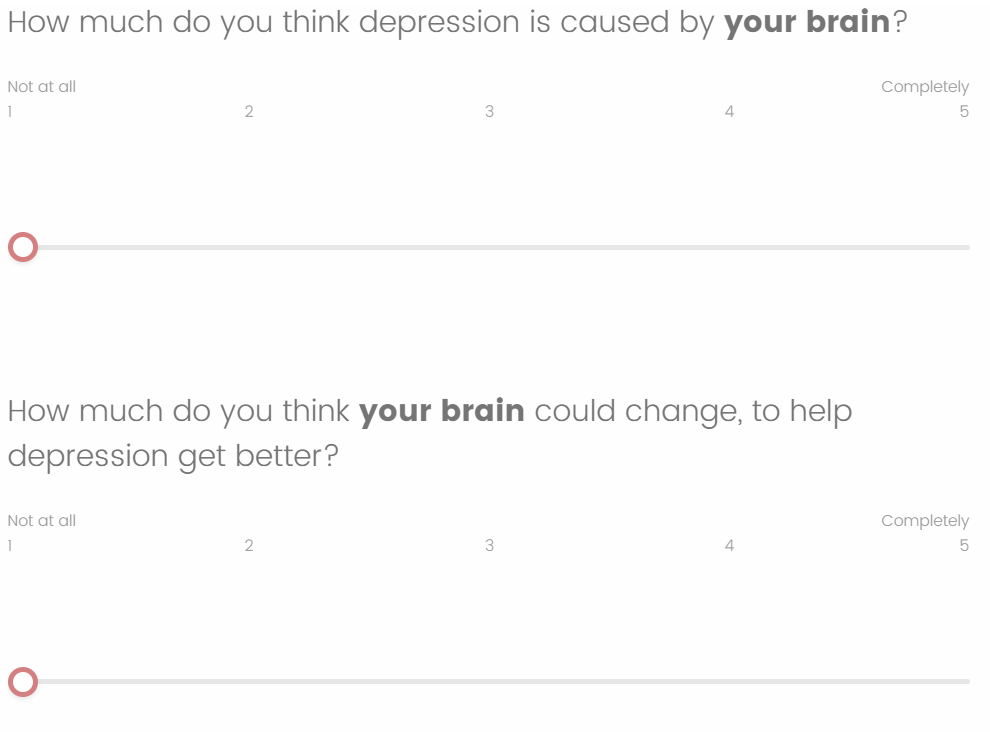 How much do you think depression is caused by your brain?
Not at all Completely
1 2 3 4 5
How much do you think your brain could change, to help
depression get better?
Not at all Completely
1 2 3 4 5